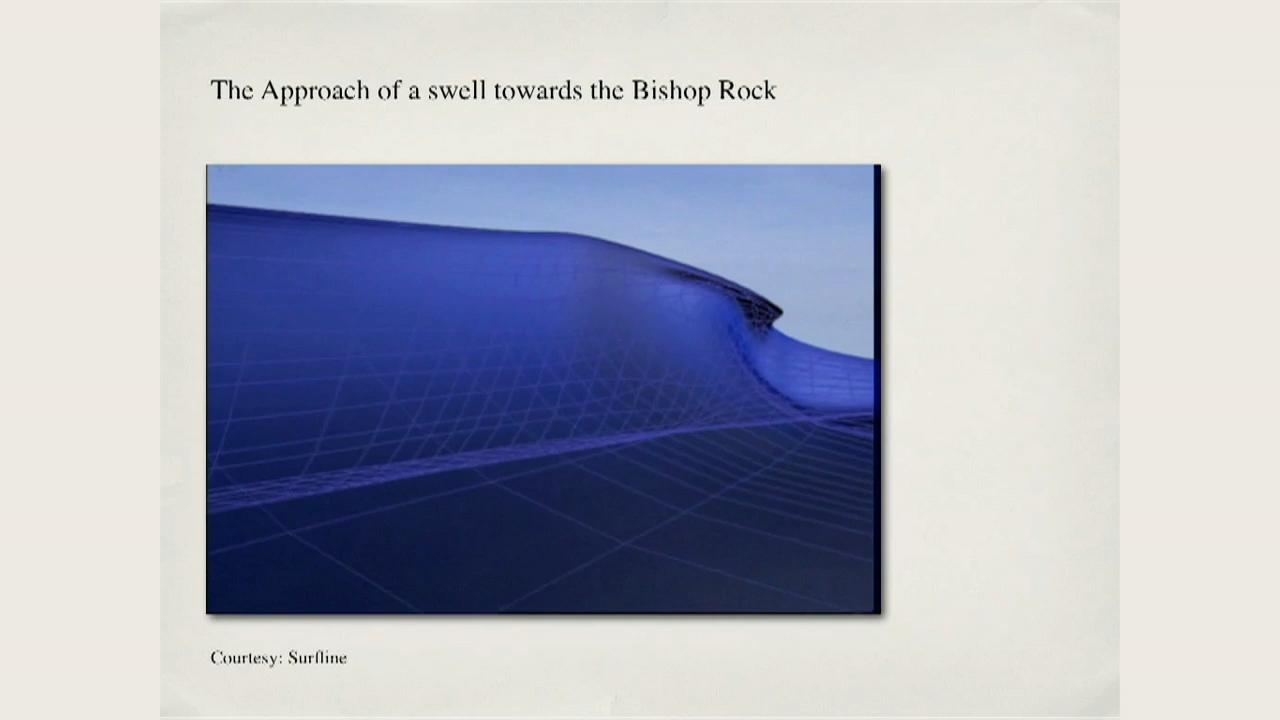 The Approach of a swell towards the Bishop Rock
Courtesy: Surfline